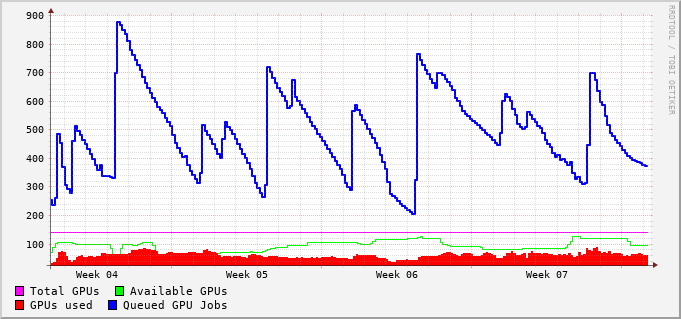 900
800
700
600
500
400
300
200
100
Week 04 Week 05 Week 06 Week 07
Total GPUs Available GPUs
GPUs used Queued GPU Jobs
RRDTOOL / TOBI OETIKER